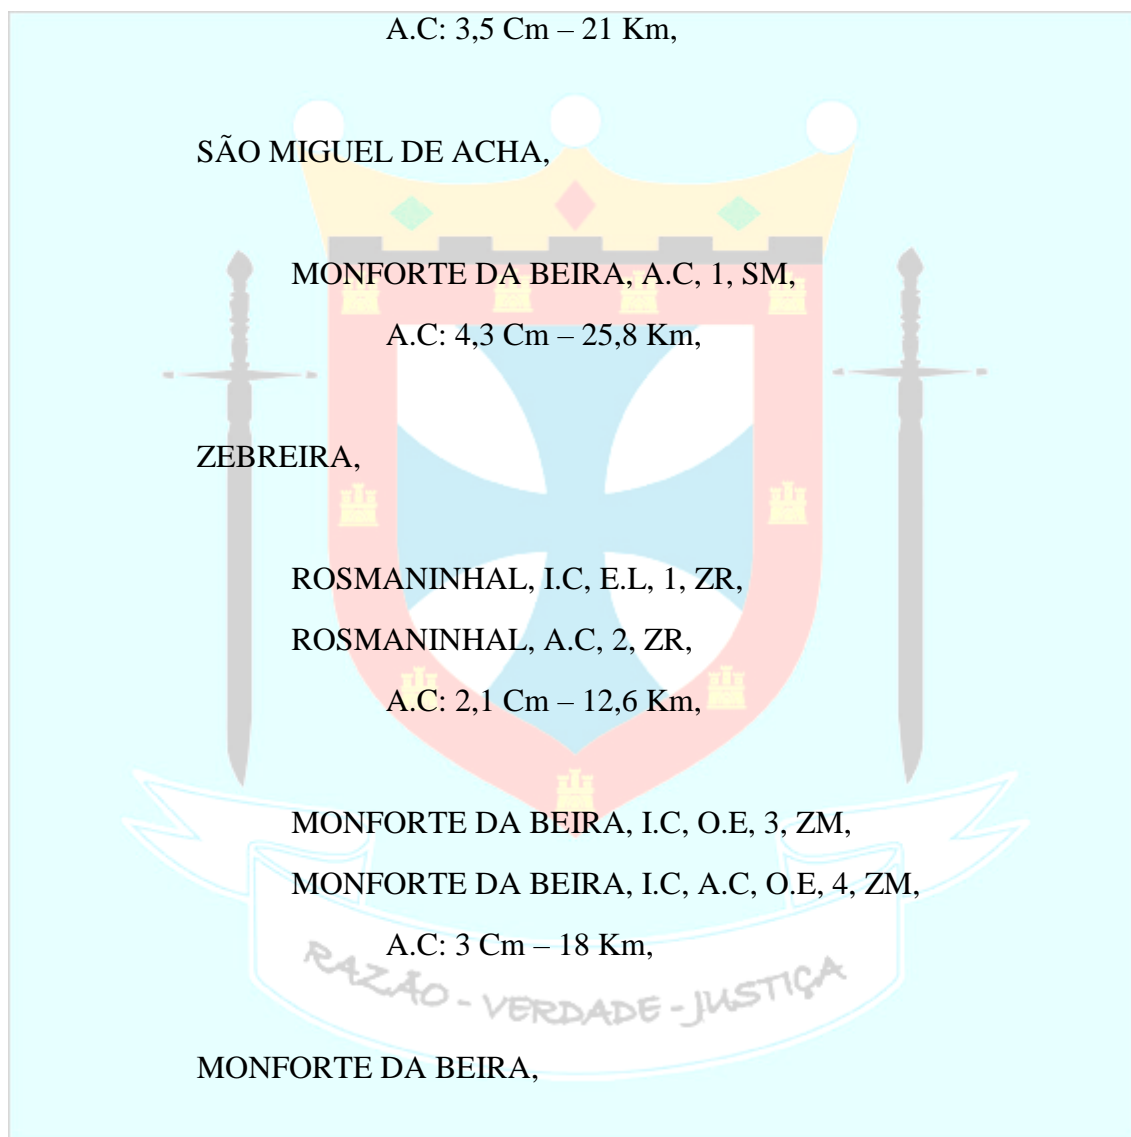 A.C: 3,5 Cm – 21 Km,
SÃO MIGUEL DE ACHA,
MONFORTE DA BEIRA, A.C, 1, SM,
A.C: 4,3 Cm – 25,8 Km,
ZEBREIRA,
ROSMANINHAL, I.C, E.L, 1, ZR,
ROSMANINHAL, A.C, 2, ZR,
A.C: 2,1 Cm – 12,6 Km,
MONFORTE DA BEIRA, I.C, O.E, 3, ZM,
MONFORTE DA BEIRA, I.C, A.C, O.E, 4, ZM,
A.C: 3 Cm – 18 Km,
RAZÃO - VERDADE - JUSTIÇA
MONFORTE DA BEIRA,